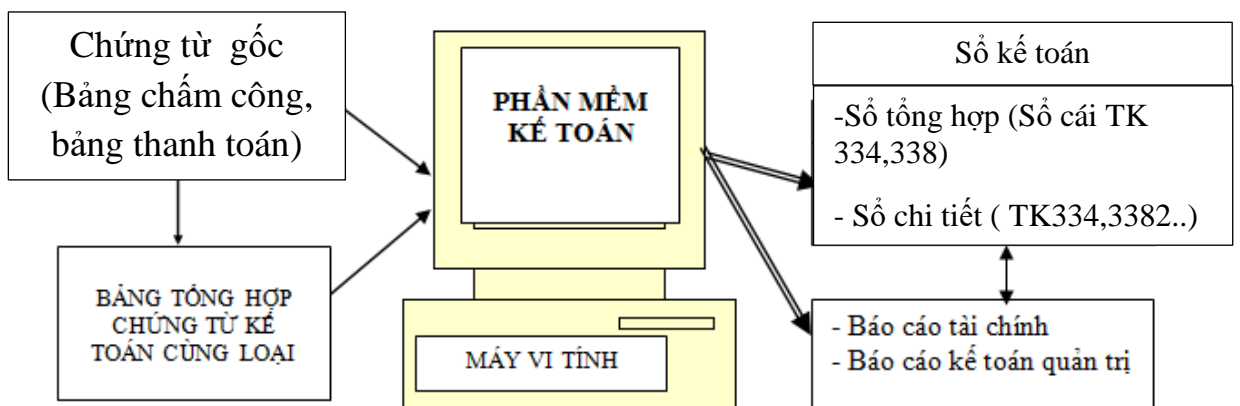 Chứng từ gốc
(Bảng chấm công,
bảng thanh toán)
BẢNG TỔNG HỢP
CHỨNG TỪ KẾ
TOÁN CÙNG LOẠI
PHẦN MỀM
KẾ TOÁN
MÁY VI TÍNH
Sổ kế toán
-Sổ tổng hợp (Sổ cái TK
334,338)
- Sổ chi tiết ( TK334,3382..)
- Báo cáo tài chính
- Báo cáo kế toán quản trị